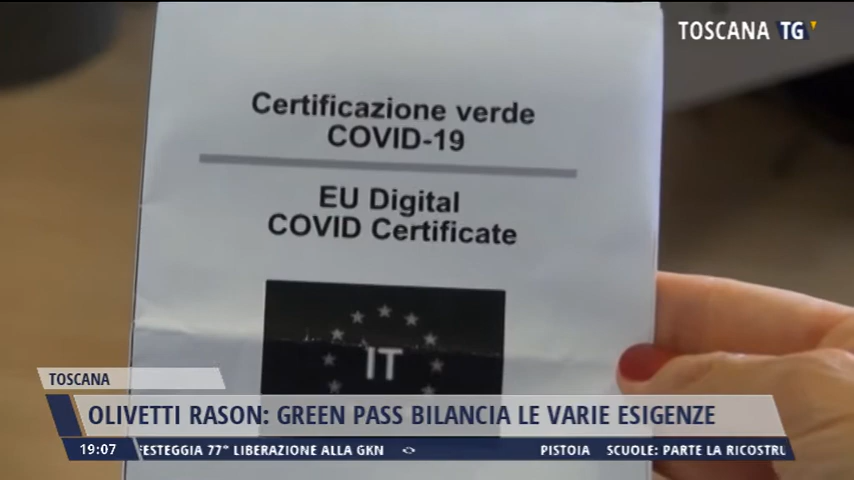 TOSCANA TG
Certificazione verde
COVID-19
EU Digital
COVID Certificate
IT
TOSCANA
OLIVETTI RASON: GREEN PASS BILANCIA LE VARIE ESIGENZE
19:07 FESTEGGIA 77° LIBERAZIONE ALLA GKN PISTOIA SCUOLE: PARTE LA RICOSTRU